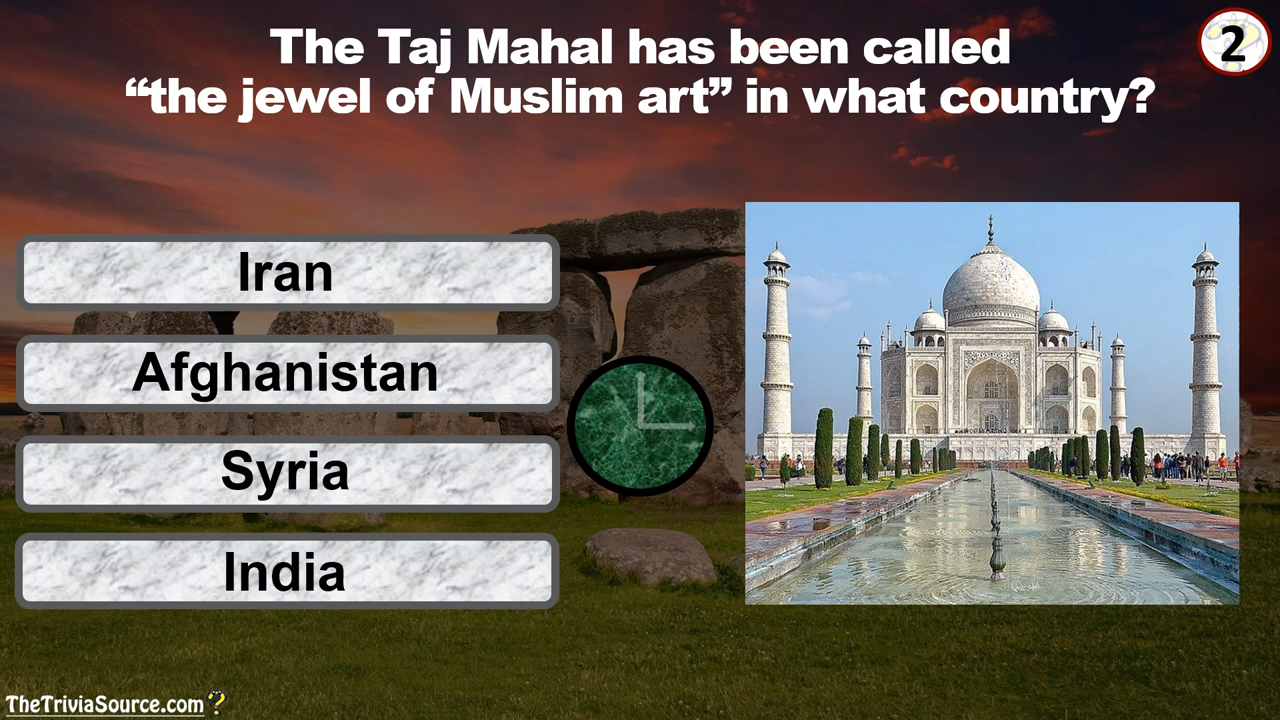 The Taj Mahal has been called
“the jewel of Muslim art” in what country?
2
Iran
Afghanistan
Syria
India
TheTriviaSource.com